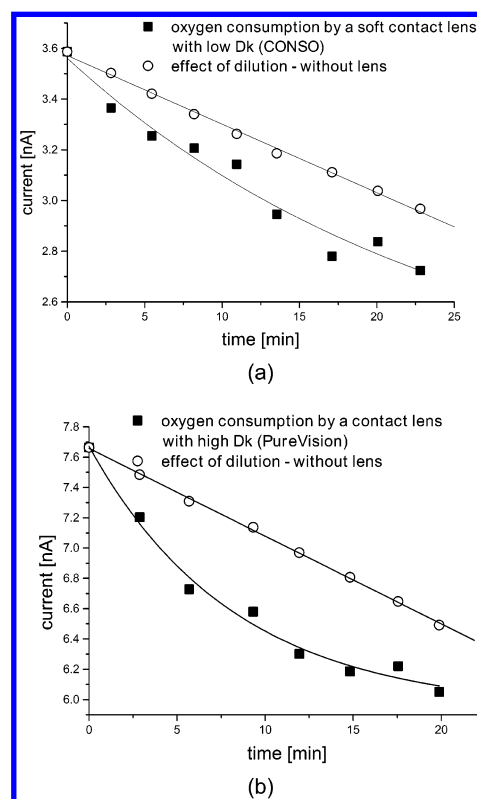 oxygen consumption by a soft contact lens
with low Dk (CONSO)
effect of dilution - without lens
3.6
3.4
3.2
3.0
2.8
2.6
current [nA]
0 5 10 15 20 25
time [min]
(a)
oxygen consumption by a contact lens
with high Dk (PureVision)
effect of dilution - without lens
7.8
7.6
7.4
7.2
7.0
6.8
6.6
6.4
6.2
6.0
current [nA]
0 5 10 15 20
time [min]
(b)